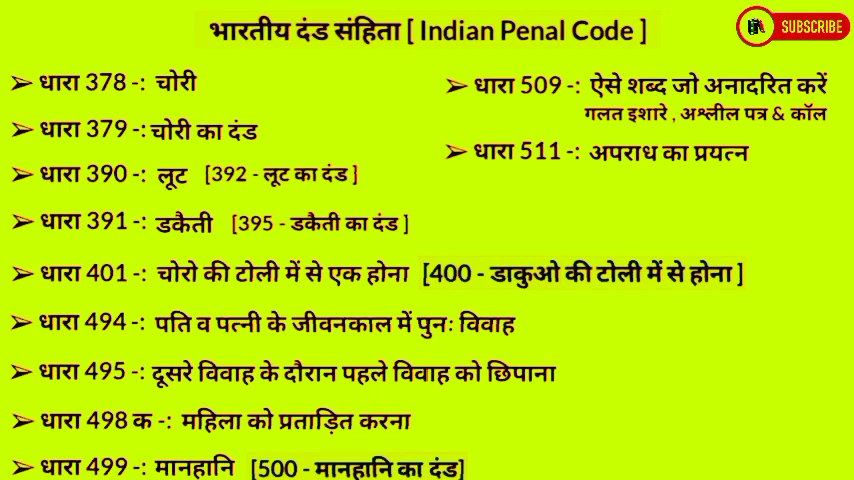 भारतीय दंड संहिता [ Indian Penal Code ]
SUBSCRIBE
➢ धारा 378 -: चोरी
➢ धारा 379 -: चोरी का दंड
➢ धारा 390 -: लूट [392 - लूट का दंड ]
➢ धारा 391 -: डकैती [395 - डकैती का दंड ]
➢ धारा 401 -: चोरो की टोली में से एक होना [400 - डाकुओ की टोली में से होना ]
➢ धारा 494 -: पति व पत्नी के जीवनकाल में पुनः विवाह
➢ धारा 495 -: दूसरे विवाह के दौरान पहले विवाह को छिपाना
➢ धारा 498 क -: महिला को प्रताड़ित करना
➢ धारा 499 -: मानहानि [500 - मानहानि का दंड]
➢ धारा 509 -: ऐसे शब्द जो अनादरित करें
गलत इशारे , अश्लील पत्र & कॉल
➢ धारा 511 -: अपराध का प्रयत्न